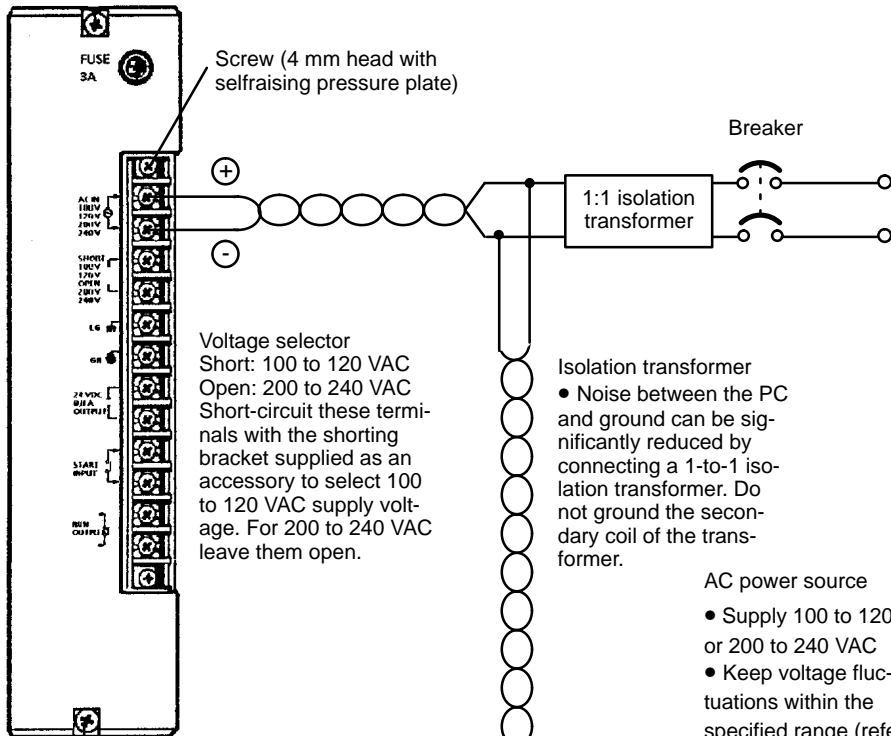 FUSE
3A
Screw (4 mm head with
selfraising pressure plate)
Breaker
+
-
1:1 isolation
transformer
AC IN
100V
120V
200V
240V
SHORT
100V
120V
OPEN
200V
240V
LG
GR
24 VDC
OUTPUT
START
INPUT
RUN
OUTPUT
Voltage selector
Short: 100 to 120 VAC
Open: 200 to 240 VAC
Short-circuit these termi-
nals with the shorting
bracket supplied as an
accessory to select 100
to 120 VAC supply volt-
age. For 200 to 240 VAC
leave them open.
Isolation transformer
• Noise between the PC
and ground can be sig-
nificantly reduced by
connecting a 1-to-1 iso-
lation transformer. Do
not ground the secon-
dary coil of the trans-
former.
AC power source
• Supply 100 to 120
or 200 to 240 VAC
• Keep voltage fluc-
tuations within the
specified range (refe